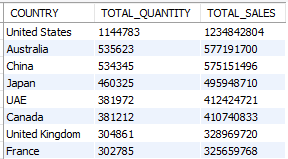 COUNTRY TOTAL_QUANTITY TOTAL_SALES
United States 1144783 1234842804
Australia 535623 577191700
China 534345 575151496
Japan 460325 495948710
UAE 381972 412424721
Canada 381212 410740833
United Kingdom 304861 328969720
France 302785 325659768